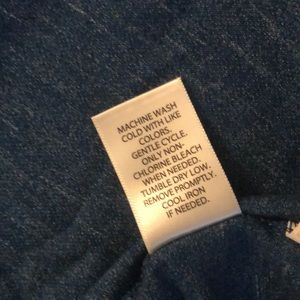 MACHINE WASH
COLD WITH LIKE
COLORS.
GENTLE CYCLE.
ONLY NON-
CHLORINE BLEACH
WHEN NEEDED.
TUMBLE DRY LOW.
REMOVE PROMPTLY.
COOL IRON
IF NEEDED.